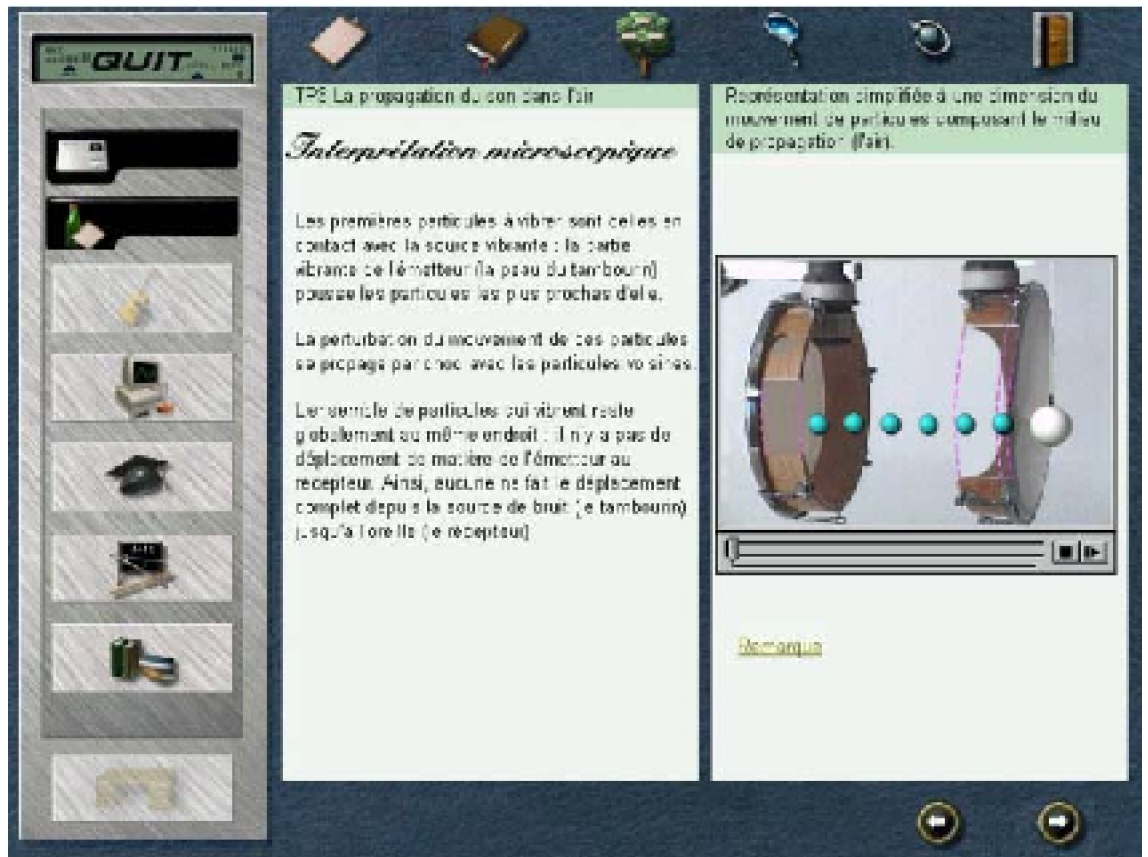 QUIT
TP5 La propagation du son dans l'air
Interprétation microscopique
Les premières particules à vibrer sont celles en
contact avec la source vibrante : la partie
vibrante de l'émetteur (la peau du tambourin)
pousse les particules les plus proches d'elle.
La perturbation du mouvement de ces particules
se propage par choc avec les particules voisines.
L'ensemble de particules qui vibrent reste
globalement au même endroit : il n'y a pas de
déplacement de matière de l'émetteur au
récepteur. Ainsi, aucune ne fait le déplacement
complet depuis la source de bruit (le tambourin)
jusqu'à l'oreille (le récepteur)
Représentation simplifiée à une dimension du
mouvement de particules composant le milieu
de propagation (l'air).
Remarque